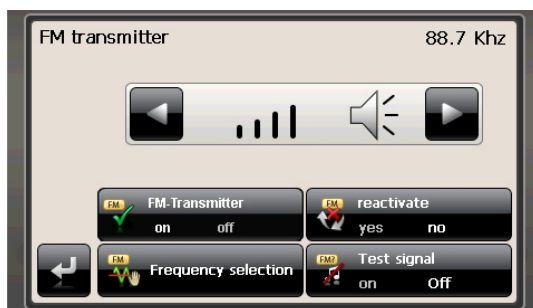 FM transmitter 88.7 Khz
FM FM-Transmitter
on off
FM reactivate
yes no
FM Frequency selection
FM? Test signal
on Off